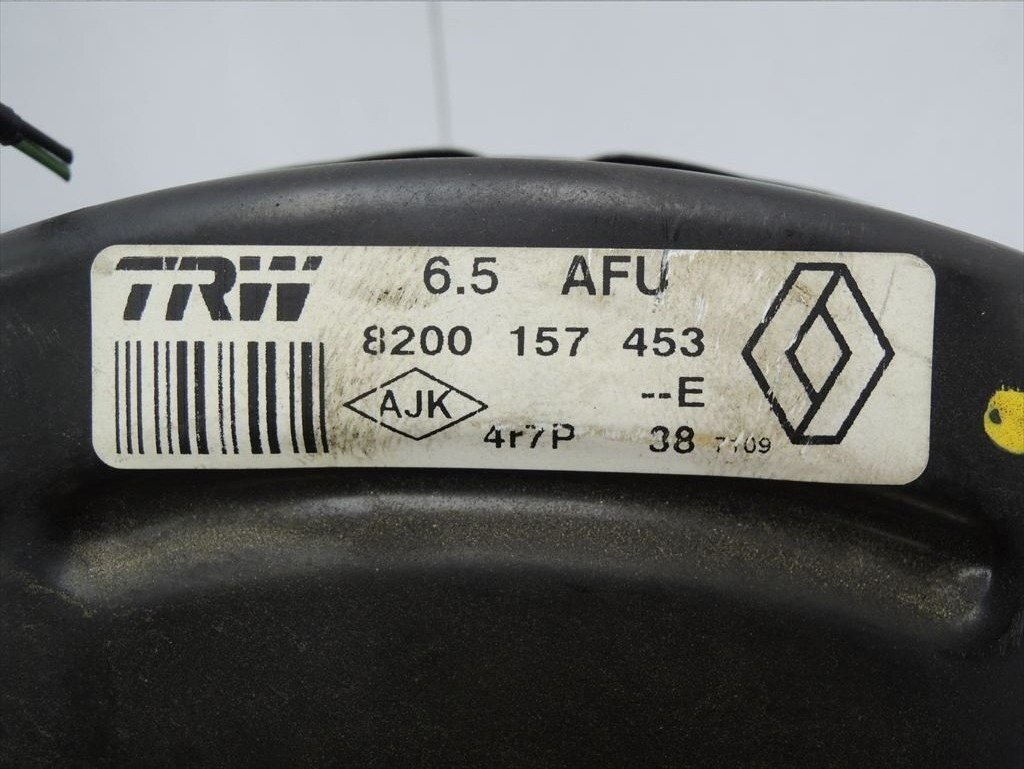 TRW 6.5 AFU
8200 157 453
AJK --E
4r7P 38 7109